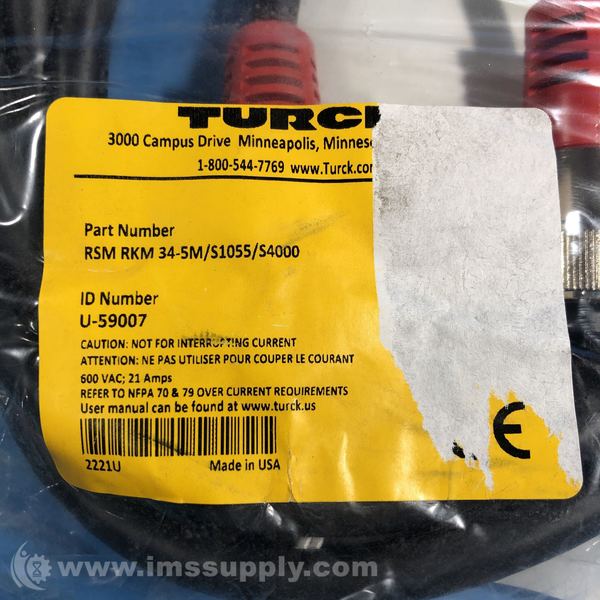 TURCK
3000 Campus Drive Minneapolis, Minnes
1-800-544-7769 www.Turck.co
Part Number
RSM RKM 34-5M/S1055/S4000
ID Number
U-59007
CAUTION: NOT FOR INTERRUPTING CURRENT
ATTENTION: NE PAS UTILISER POUR COUPER LE COURANT
600 VAC; 21 Amps
REFER TO NFPA 70 & 79 OVER CURRENT REQUIREMENTS
User manual can be found at www.turck.us
2221U Made in USA
CE
www.imssupply.com